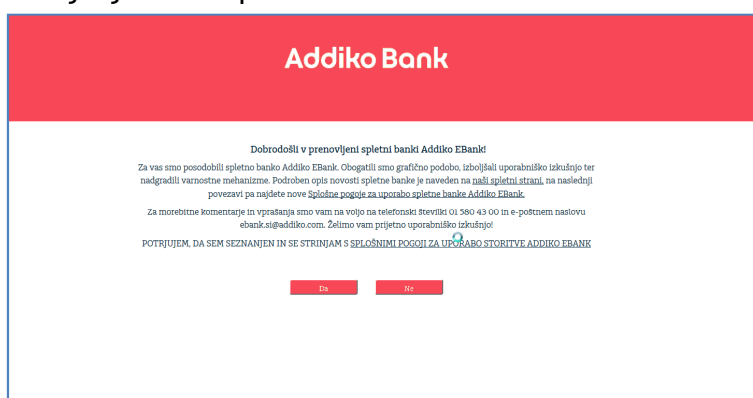 Addiko Bank
Dobrodošli v prenovljeni spletni banki Addiko EBank!
Za vas smo posodobili spletno banko Addiko EBank. Obogatili smo grafično podobo, izboljšali uporabniško izkušnjo ter
nadgradili varnostne mehanizme. Podroben opis novosti spletne banke je naveden na naši spletni strani, na naslednji
povezavi pa najdete nove Splošne pogoje za uporabo spletne banke Addiko EBank.
Za morebitne komentarje in vprašanja smo vam na voljo na telefonski številki 01 580 43 00 in e-poštnem naslovu
ebank.si@addiko.com. Želimo vam prijetno uporabniško izkušnjo!
POTRJUJEM, DA SEM SEZNANJEN IN SE STRINJAM S SPLOŠNIMI POGOJI ZA UPORABO STORITVE ADDIKO EBANK
Da Ne